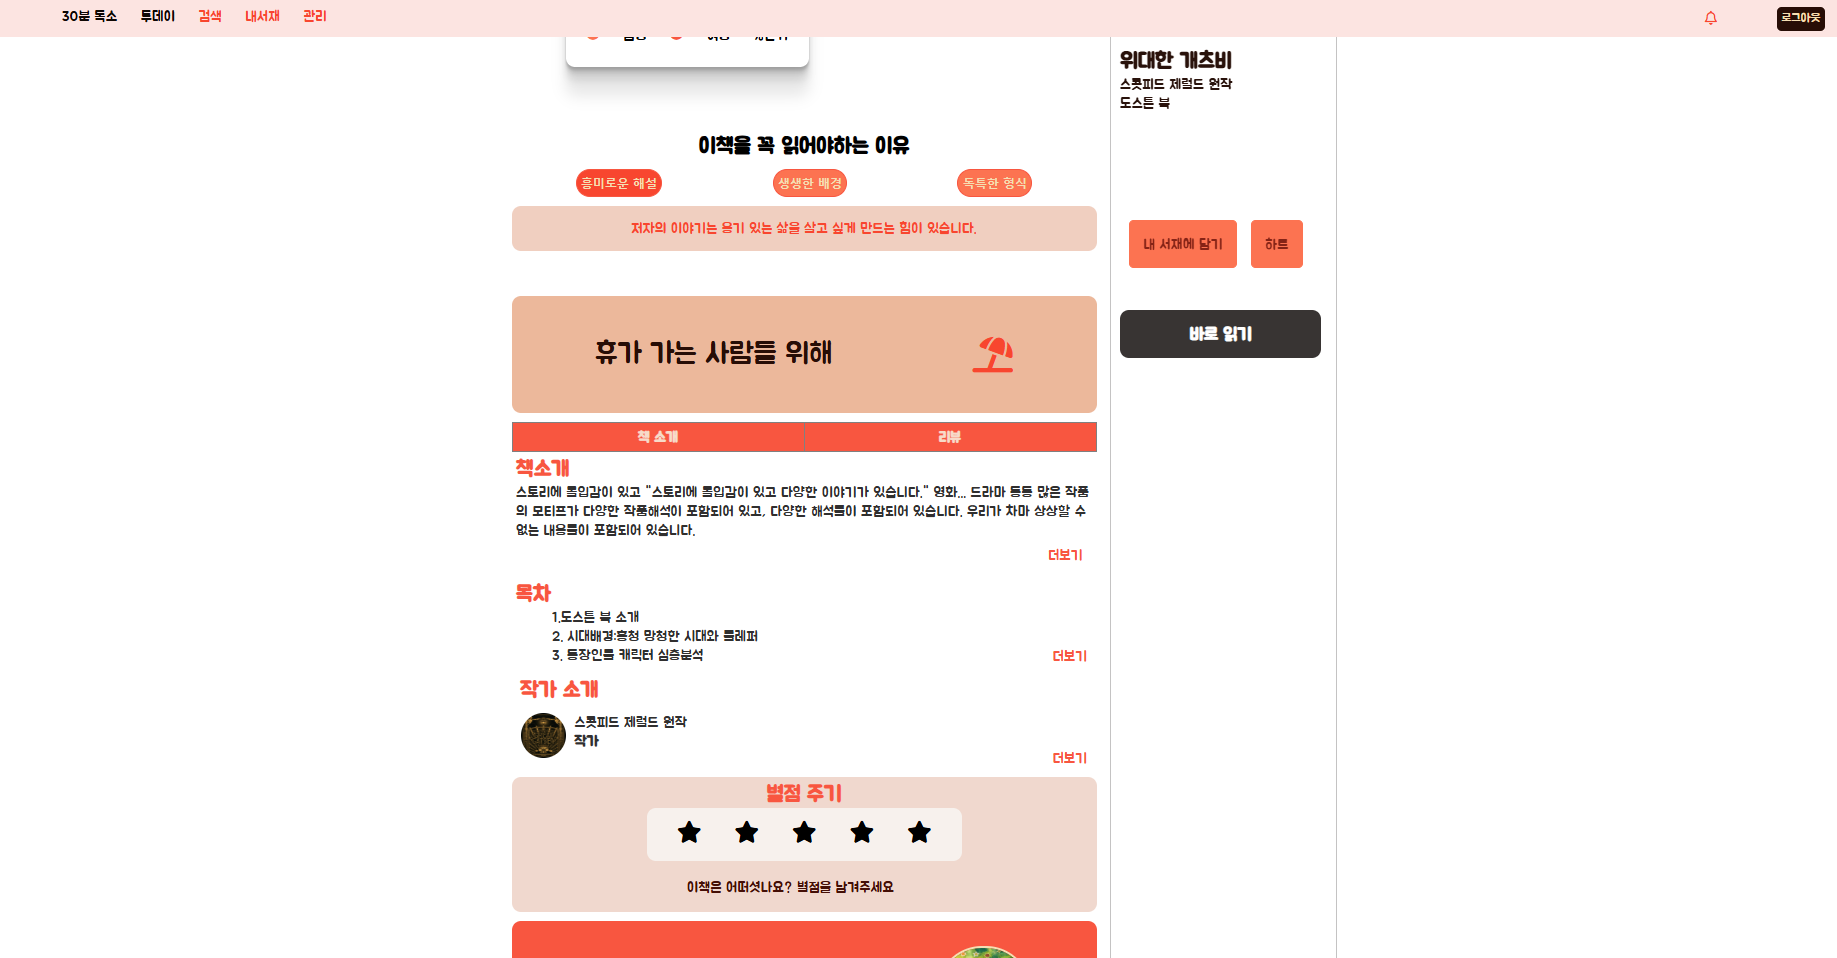 30분 독소 투데이 검색 내서재 관리 로그아웃
위대한 개츠비
스콧피드 제럴드 원작
도스튼 북
이책을 꼭 읽어야하는 이유
흥미로운 해설 생생한 배경 독특한 형식
저자의 이야기는 용기 있는 삶을 살고 싶게 만드는 힘이 있습니다.
내 서재에 담기 하트
휴가 가는 사람들 위해
바로 읽기
책 소개 리뷰
책소개
스토리에 몰입감이 있고 "스토리에 몰입감이 있고 다양한 이야기가 있습니다." 영화... 드라마 등등 많은 작품
의 모티프가 다양한 작품해석이 포함되어 있고, 다양한 해석들이 포함되어 있습니다. 우리가 차마 상상할 수
없는 내용들이 포함되어 있습니다.
더보기
목차
1.도스튼 북 소개
2. 시대배경:흥청 망청한 시대와 플레퍼
3. 등장인물 캐릭터 심층분석
더보기
작가 소개
스콧피드 제럴드 원작
작가
더보기
별점 주기
이책은 어떠셧나요? 별점을 남겨주세요